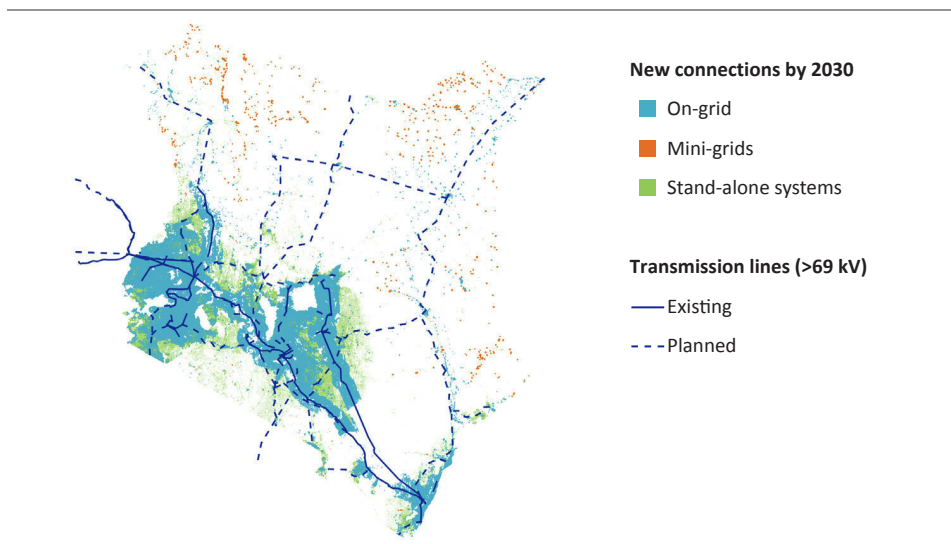 New connections by 2030
On-grid
Mini-grids
Stand-alone systems
Transmission lines (>69 kV)
Existing
Planned